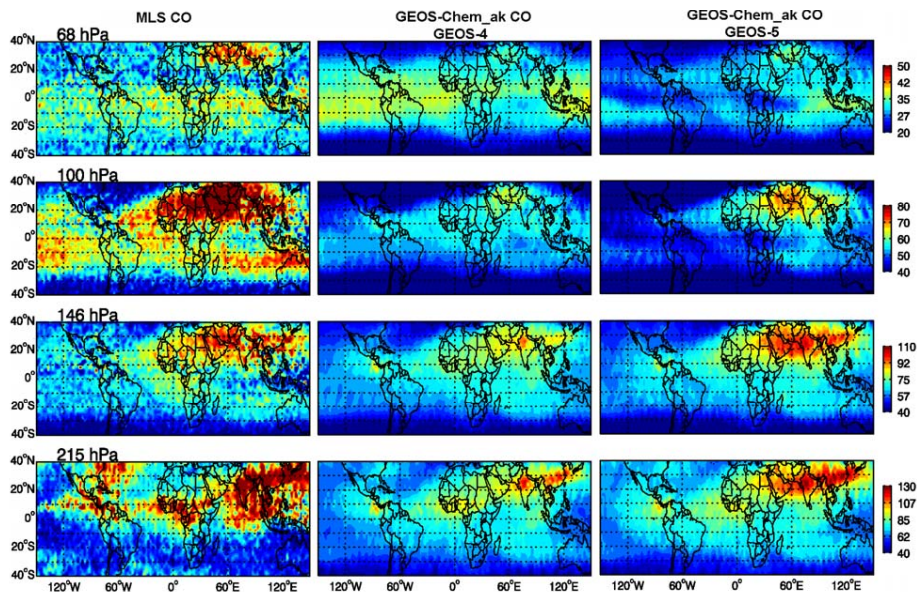 MLS CO
GEOS-Chem_ak CO
GEOS-4
GEOS-Chem_ak CO
GEOS-5
68 hPa
40°N
20°N
0°
20°S
40°S
50
42
35
27
20
100 hPa
40°N
20°N
0°
20°S
40°S
80
70
60
50
40
146 hPa
40°N
20°N
0°
20°S
40°S
110
92
75
57
40
215 hPa
40°N
20°N
0°
20°S
40°S
130
107
85
63
40
120°W 60°W 0° 60°E 120°E
120°W 60°W 0° 60°E 120°E
120°W 60°W 0° 60°E 120°E